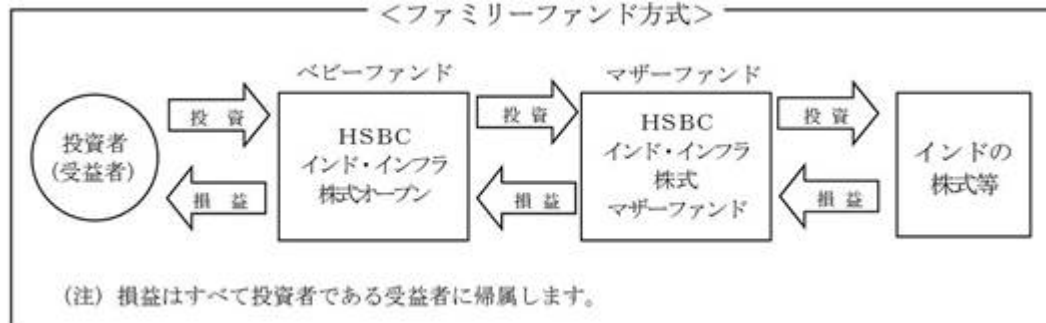 ＜ファミリーファンド方式＞
ベビーファンド
マザーファンド
投資者
(受益者)
投 資
損 益
HSBC
インド・インフラ
株式オープン
投 資
損 益
HSBC
インド・インフラ
株式
マザーファンド
投 資
損 益
インドの
株式等
(注) 損益はすべて投資者である受益者に帰属します。